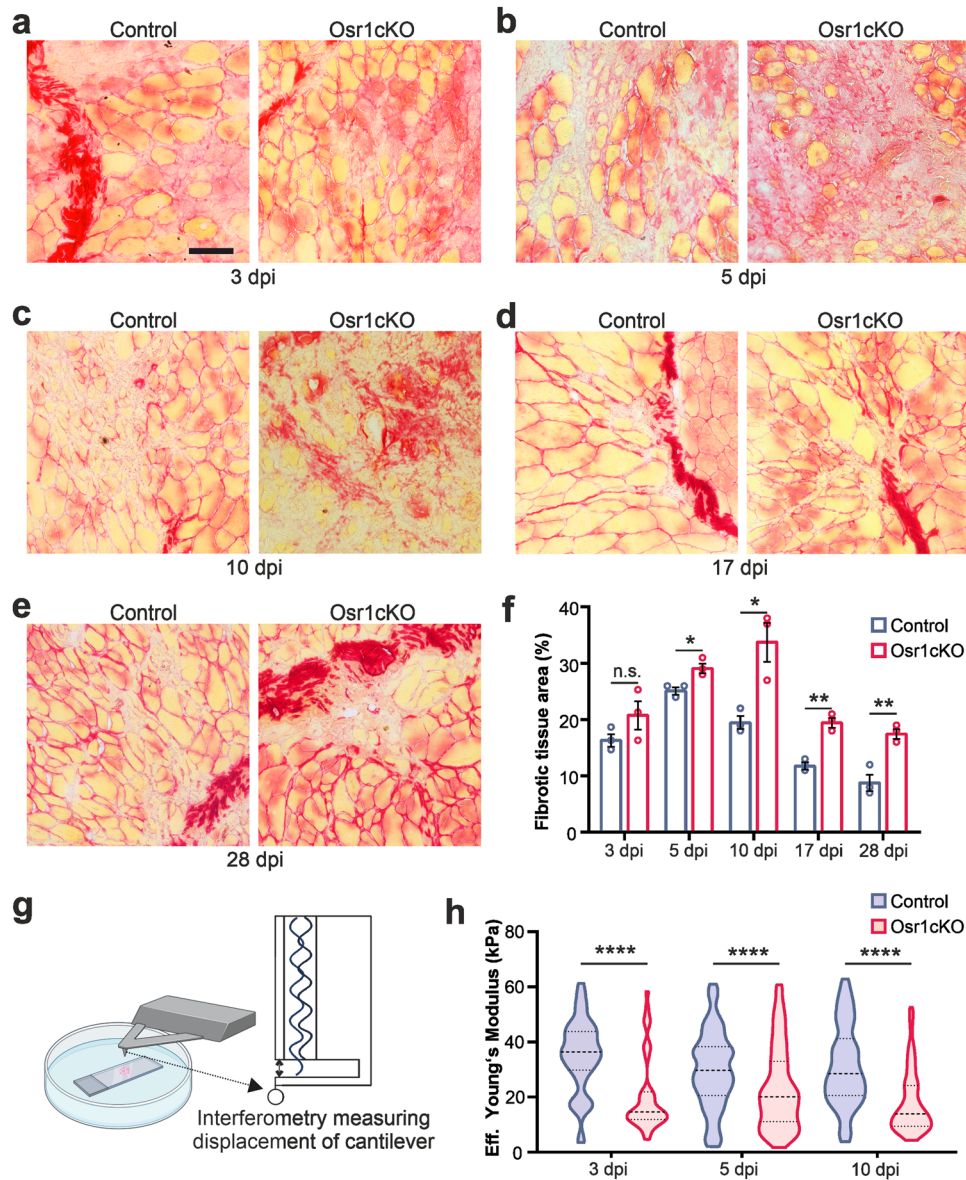 a
Control
Osr1cKO
3 dpi
b
Control
Osr1cKO
5 dpi
c
Control
Osr1cKO
10 dpi
d
Control
Osr1cKO
17 dpi
e
Control
Osr1cKO
28 dpi
f
Fibrotic tissue area (%)
40
30
20
10
0
n.s.
*
*
**
**
Control
Osr1cKO
3 dpi
5 dpi
10 dpi
17 dpi
28 dpi
g
Interferometry measuring
displacement of cantilever
h
Eff. Young‘s Modulus (kPa)
80
60
40
20
0
****
****
****
Control
Osr1cKO
3 dpi
5 dpi
10 dpi